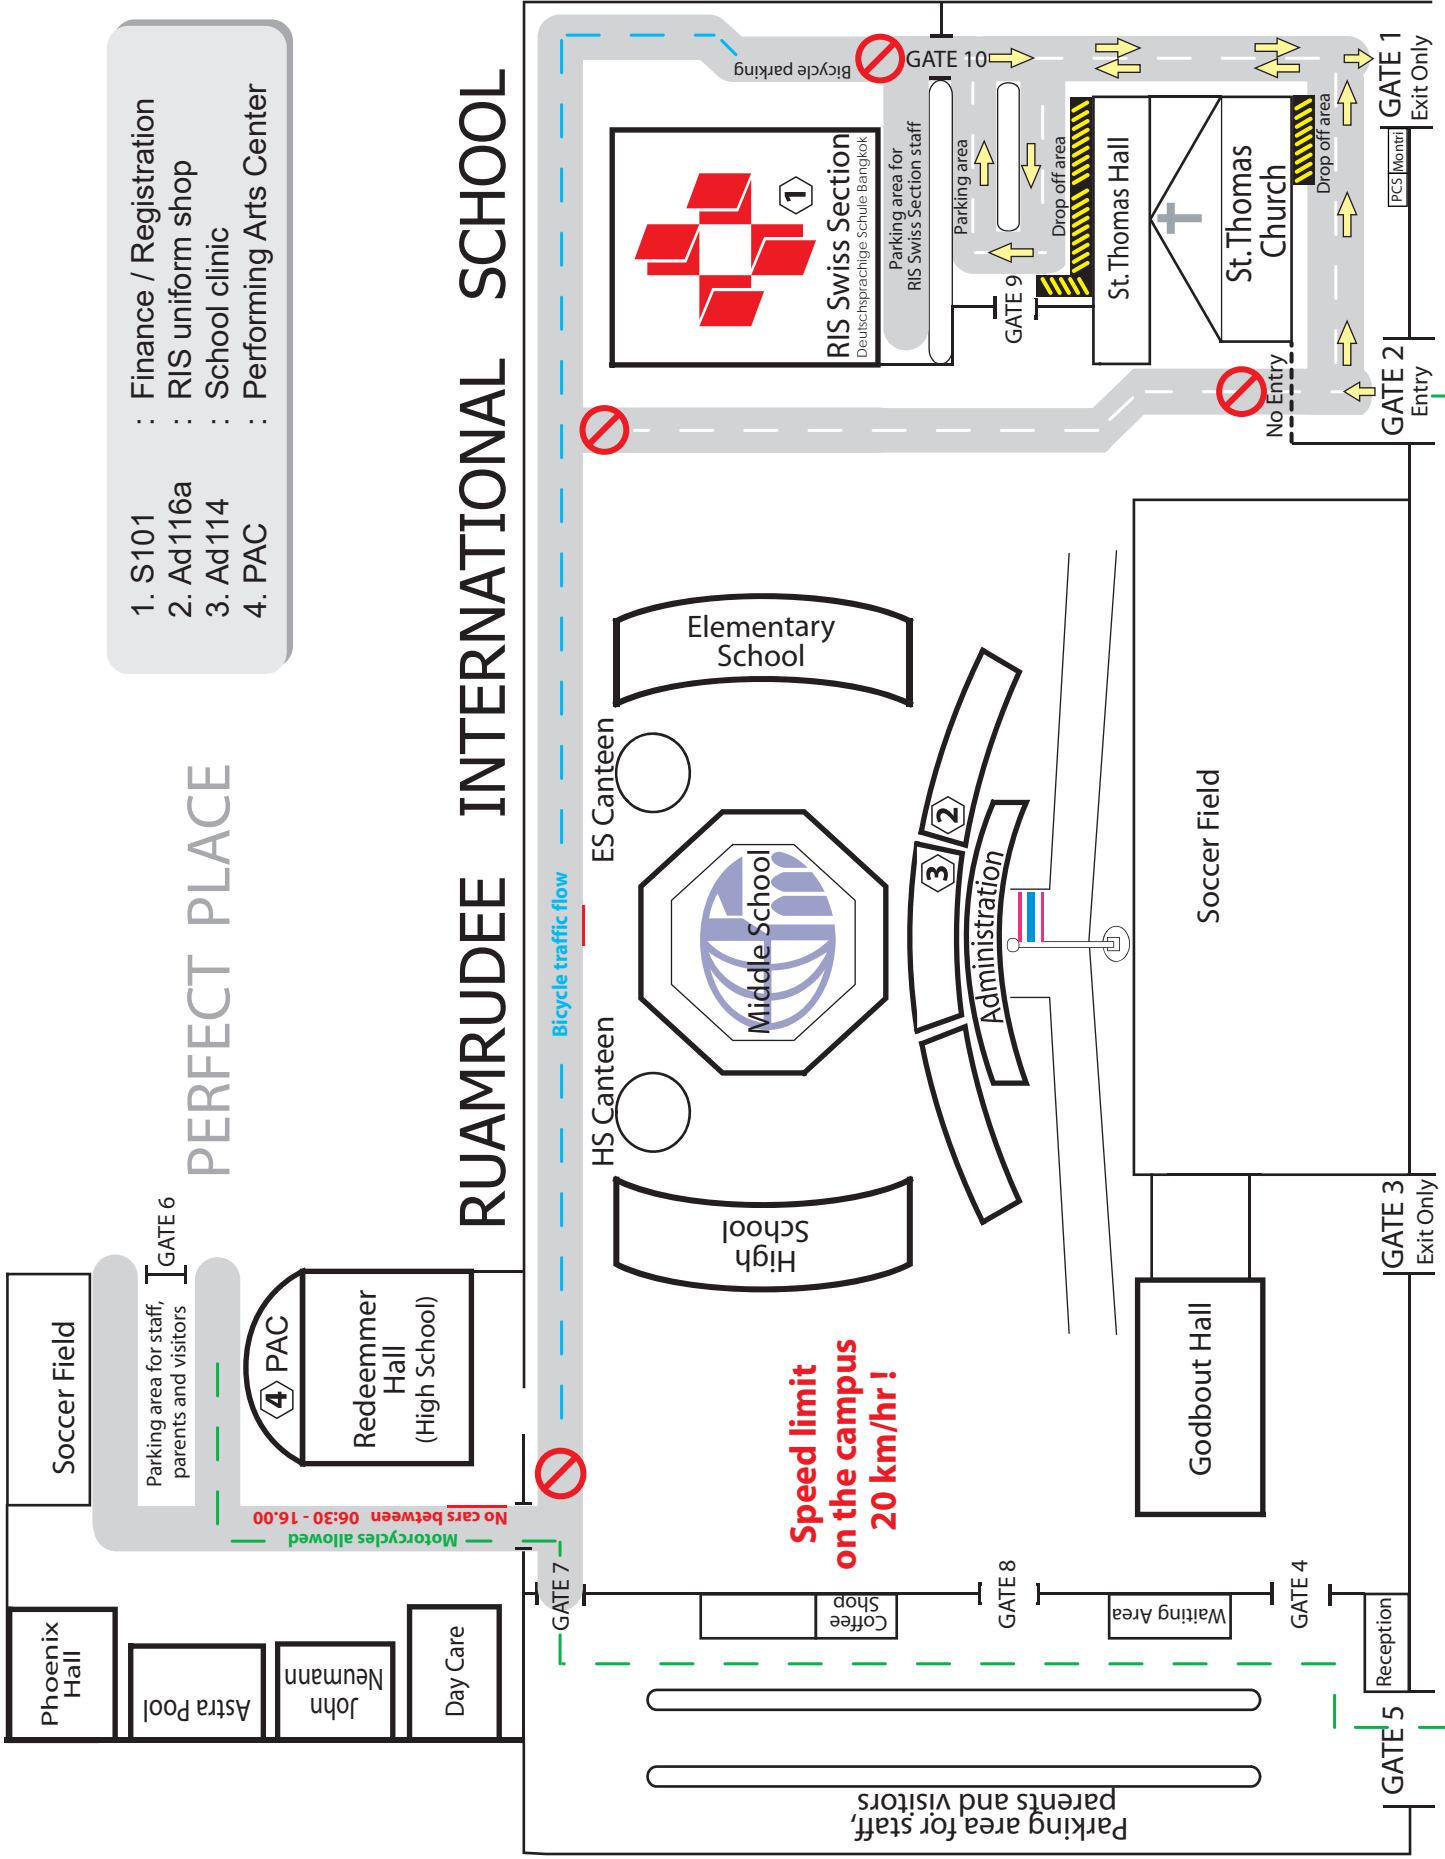 PERFECT PLACE
1. S101 : Finance / Registration
2. Ad116a : RIS uniform shop
3. Ad114 : School clinic
4. PAC : Performing Arts Center
RUAMRUDEE INTERNATIONAL SCHOOL
Phoenix
Hall
Astra Pool
John
Neumann
Day Care
Soccer Field
Parking area for staff,
parents and visitors
GATE 6
4 PAC
Redeemmer
Hall
(High School)
No cars between 06:30 - 16.00
Motorcycles allowed
GATE 7
Bicycle traffic flow
Bicycle parking
GATE 10
HS Canteen
ES Canteen
High
School
Middle School
Elementary
School
3
2
Administration
1
RIS Swiss Section
Deutschsprachige Schule Bangkok
Parking area for
RIS Swiss Section staff
Parking area
Drop off area
GATE 9
St. Thomas Hall
St. Thomas
Church
Drop off area
No Entry
Speed limit
on the campus
20 km/hr !
Coffee
Shop
GATE 8
Waiting Area
GATE 4
Reception
Parking area for staff,
parents and visitors
Godbout Hall
Soccer Field
GATE 5
GATE 3
Exit Only
GATE 2
Entry
PCS
Montri
GATE 1
Exit Only